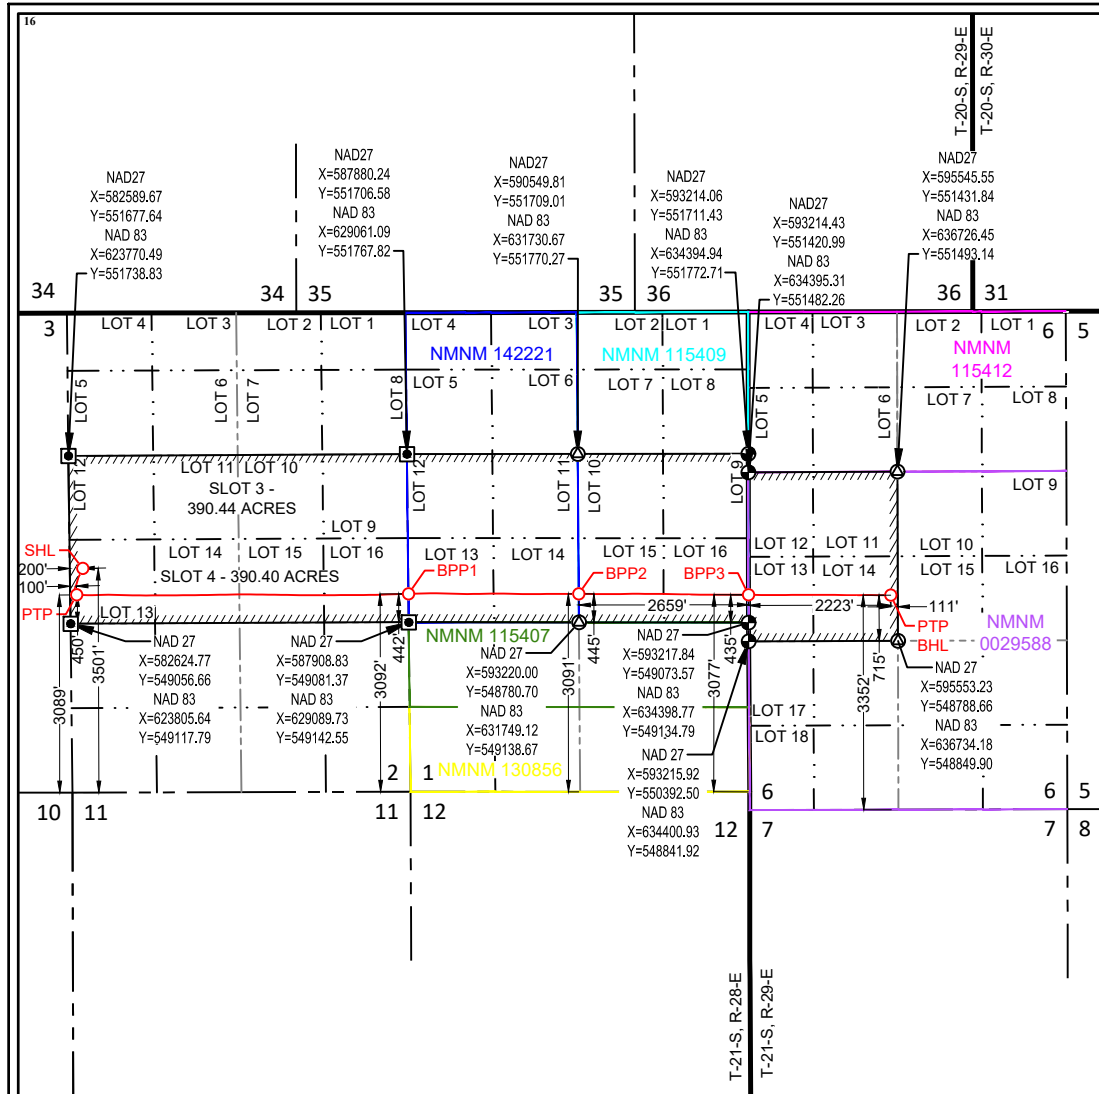 16
T-20-S, R-29-E
T-20-S, R-30-E
NAD27
X=582589.67
Y=551677.64
NAD 83
X=623770.49
Y=551738.83
NAD27
X=587880.24
Y=551706.58
NAD 83
X=629061.09
Y=551767.82
NAD27
X=590549.81
Y=551709.01
NAD 83
X=631730.67
Y=551770.27
NAD27
X=593214.06
Y=551711.43
NAD 83
X=634394.94
Y=551772.71
NAD27
X=593214.43
Y=551420.99
NAD 83
X=634395.31
Y=551482.26
NAD27
X=595545.55
Y=551431.84
NAD 83
X=636726.45
Y=551493.14
34
34
35
35
36
36
31
3
LOT 4
LOT 3
LOT 2
LOT 1
LOT 4
LOT 3
LOT 2
LOT 1
LOT 4
LOT 3
LOT 2
LOT 1
6
5
NMNM 142221
NMNM 115409
NMNM
115412
LOT 5
LOT 6
LOT 7
LOT 8
LOT 5
LOT 6
LOT 7
LOT 8
LOT 5
LOT 6
LOT 7
LOT 8
LOT 12
LOT 11
LOT 10
SLOT 3 -
390.44 ACRES
LOT 9
LOT 12
LOT 11
LOT 10
LOT 9
LOT 9
LOT 12
LOT 11
LOT 10
SHL
200'
100'
PTP
LOT 14
LOT 15
LOT 16
SLOT 4 - 390.40 ACRES
LOT 13
BPP1
LOT 13
LOT 14
BPP2
LOT 15
LOT 16
BPP3
LOT 13
LOT 14
LOT 15
LOT 16
2659'
2223'
111'
PTP
BHL
450'
3501'
3089'
442'
3092'
445'
3091'
435'
3077'
715'
3352'
NMNM 115407
NMNM
0029588
NAD 27
X=582624.77
Y=549056.66
NAD 83
X=623805.64
Y=549117.79
NAD 27
X=587908.83
Y=549081.37
NAD 83
X=629089.73
Y=549142.55
NAD 27
X=593220.00
Y=548780.70
NAD 83
X=631749.12
Y=549138.67
NAD 27
X=593217.84
Y=549073.57
NAD 83
X=634398.77
Y=549134.79
NAD 27
X=593215.92
Y=550392.50
NAD 83
X=634400.93
Y=548841.92
NAD 27
X=595553.23
Y=548788.66
NAD 83
X=636734.18
Y=548849.90
LOT 17
LOT 18
2
1
NMNM 130856
6
6
5
10
11
11
12
12
7
7
8
T-21-S, R-28-E
T-21-S, R-29-E